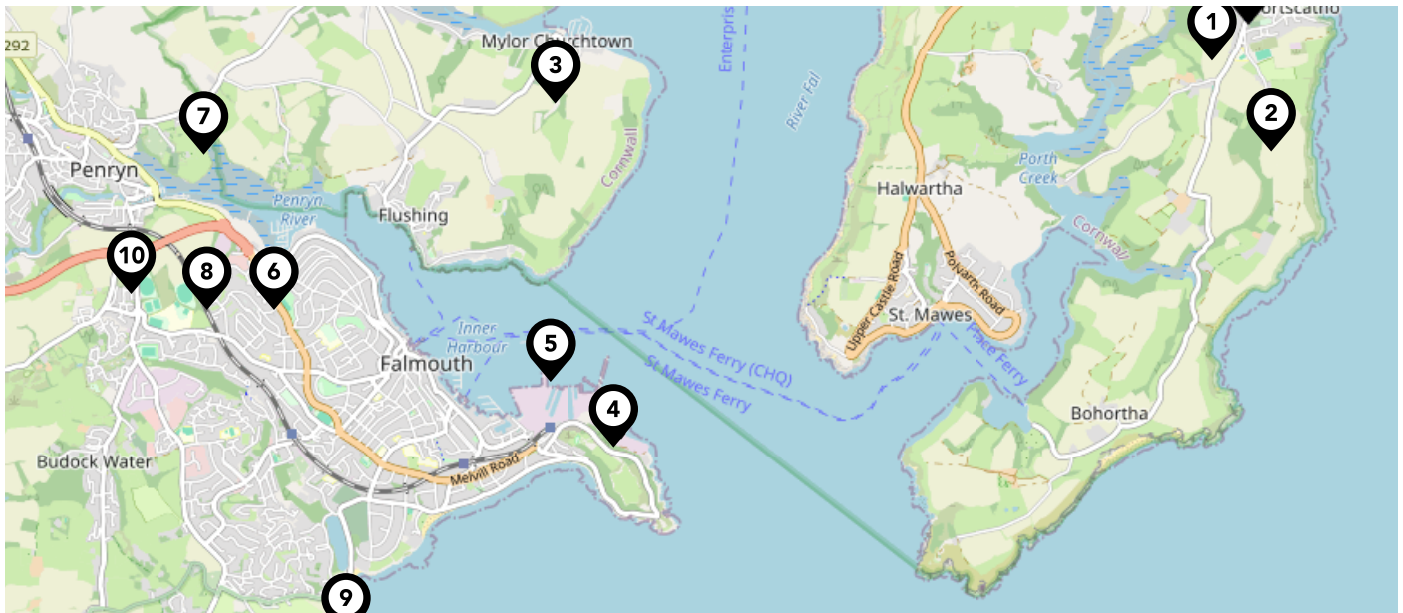 ortscatho
1
292
Mylor Churchtown
3
Enterpris
River Fal
2
7
Porth
Creek
Penryn
Cornwall
Halwartha
Penryn
River
Flushing
Cornwall
10
8
6
Upper Castle Road
Polvarth Road
St. Mawes
St Mawes Ferry (CHQ)
Place Ferry
Inner
Harbour
5
Falmouth
St Mawes Ferry
4
Bohortha
Budock Water
Melvill Road
9